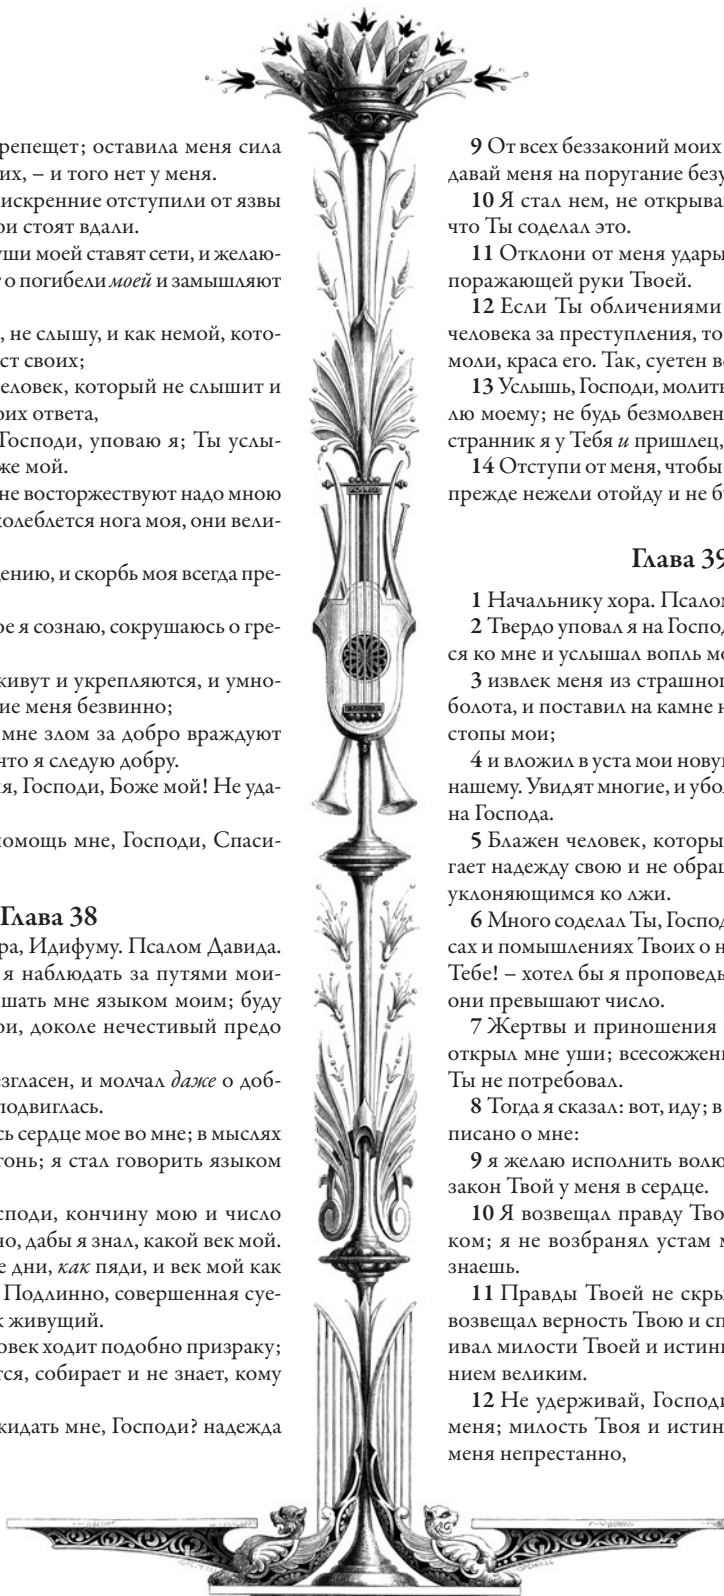 репещет; оставила меня сила
их, – и того нет у меня.
искренние отступили от язвы
ои стоят вдали.
уши моей ставят сети, и желаю-
т о погибели моей и замышляют
, не слышу, и как немой, кото-
ст своих;
еловек, который не слышит и
оих ответа,
Господи, уповаю я; Ты услы-
же мой.
не восторжествуют надо мною
колеблется нога моя, они вели-
дению, и скорбь моя всегда пре-
ое я сознаю, сокрушаюсь о гре-
живут и укрепляются, и умно-
ие меня безвинно;
мне злом за добро враждуют
что я следую добру.
я, Господи, Боже мой! Не уда-
помощь мне, Господи, Спаси-
Глава 38
ра, Идифуму. Псалом Давида.
я наблюдать за путями мои-
шать мне языком моим; буду
ои, доколе нечестивый предо
езгласен, и молчал даже о доб-
подвиглась.
сь сердце мое во мне; в мыслях
гонь; я стал говорить языком
споди, кончину мою и число
но, дабы я знал, какой век мой.
е дни, как пяди, и век мой как
Подлинно, совершенная суе-
к живущий.
овек ходит подобно призраку;
тся, собирает и не знает, кому
жидать мне, Господи? надежда
9 От всех беззаконий моих
давай меня на поругание безу
10 Я стал нем, не открыва
что Ты соделал это.
11 Отклони от меня удары
поражающей руки Твоей.
12 Если Ты обличениями
человека за преступления, то
моли, краса его. Так, суетен в
13 Услышь, Господи, молить
лю моему; не будь безмолвен
странник я у Тебя и пришлец,
14 Отступи от меня, чтобы
прежде нежели отойду и не б
Глава 39
1 Начальнику хора. Псалом
2 Твердо уповал я на Господ
ся ко мне и услышал вопль мо
3 извлек меня из страшног
болота, и поставил на камне н
стопы мои;
4 и вложил в уста мои новую
нашему. Увидят многие, и убо
на Господа.
5 Блажен человек, которы
гает надежду свою и не обращ
уклоняющимся ко лжи.
6 Много соделал Ты, Господ
сах и помышлениях Твоих о н
Тебе! – хотел бы я проповедь
они превышают число.
7 Жертвы и приношения
открыл мне уши; всесожжени
Ты не потребовал.
8 Тогда я сказал: вот, иду; в
писано о мне:
9 я желаю исполнить волю
закон Твой у меня в сердце.
10 Я возвещал правду Тво
ком; я не возбранял устам м
знаешь.
11 Правды Твоей не скры
возвещал верность Твою и сп
ивал милости Твоей и истин
нием великим.
12 Не удерживай, Господи
меня; милость Твоя и истин
меня непрестанно,